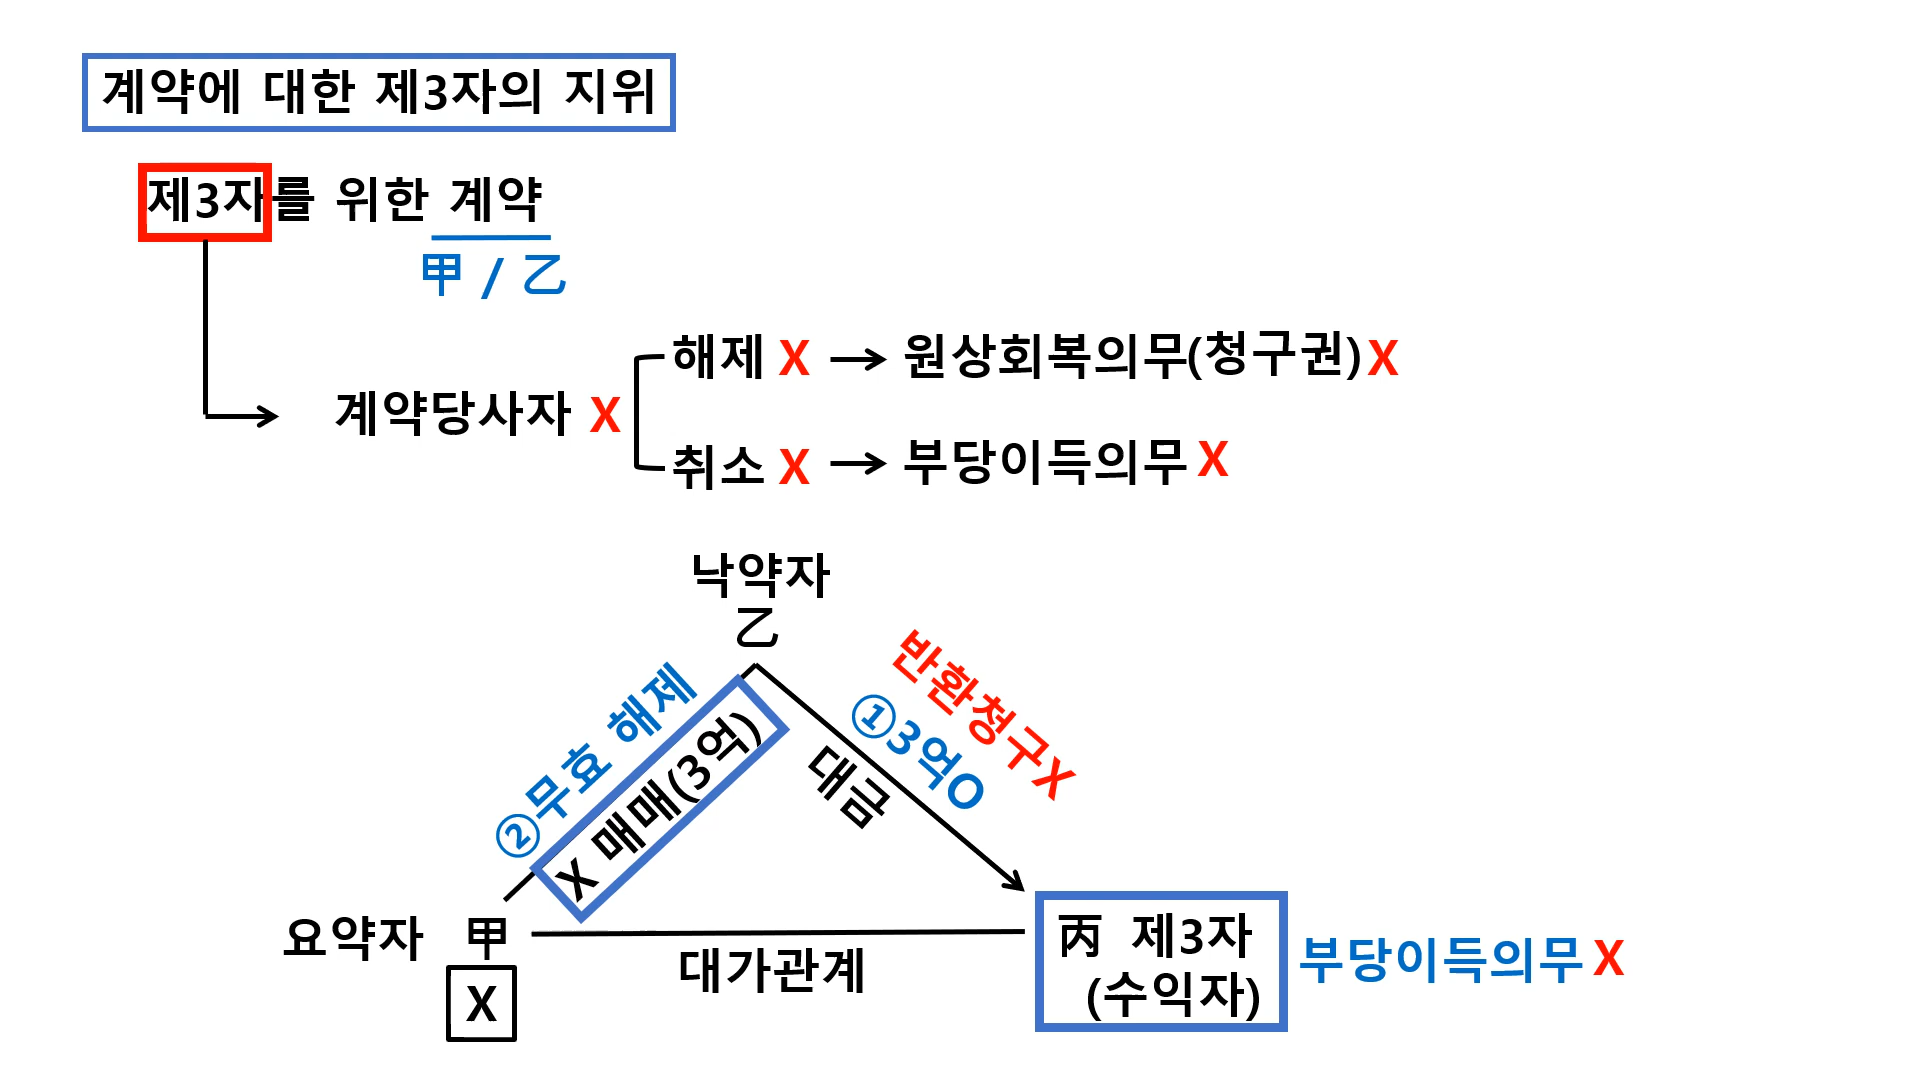 계약에 대한 제3자의 지위
제3자를 위한 계약
甲 / 乙
해제 X → 원상회복의무(청구권)X
계약당사자 X
취소 X → 부당이득의무 X
낙약자
乙
②무효 해제
X 매매(3억)
반환청구X
①3억O
대금
요약자 甲
X
대가관계
丙 제3자
(수익자)
부당이득의무 X